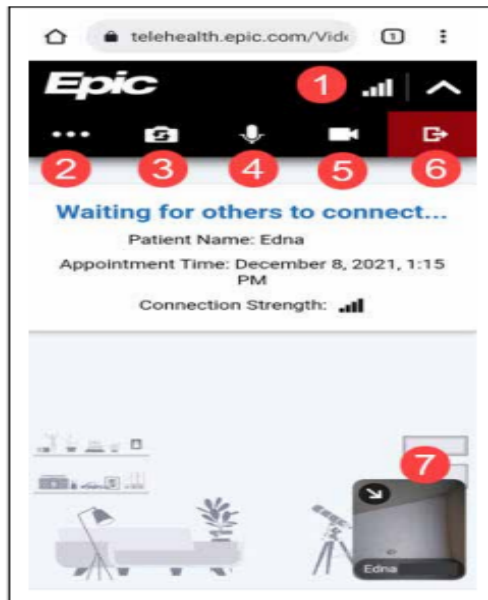 telehealth.epic.com/Vide
1
Epic
1
2
3
4
5
6
Waiting for others to connect...
Patient Name: Edna
Appointment Time: December 8, 2021, 1:15
PM
Connection Strength:
7
Edna